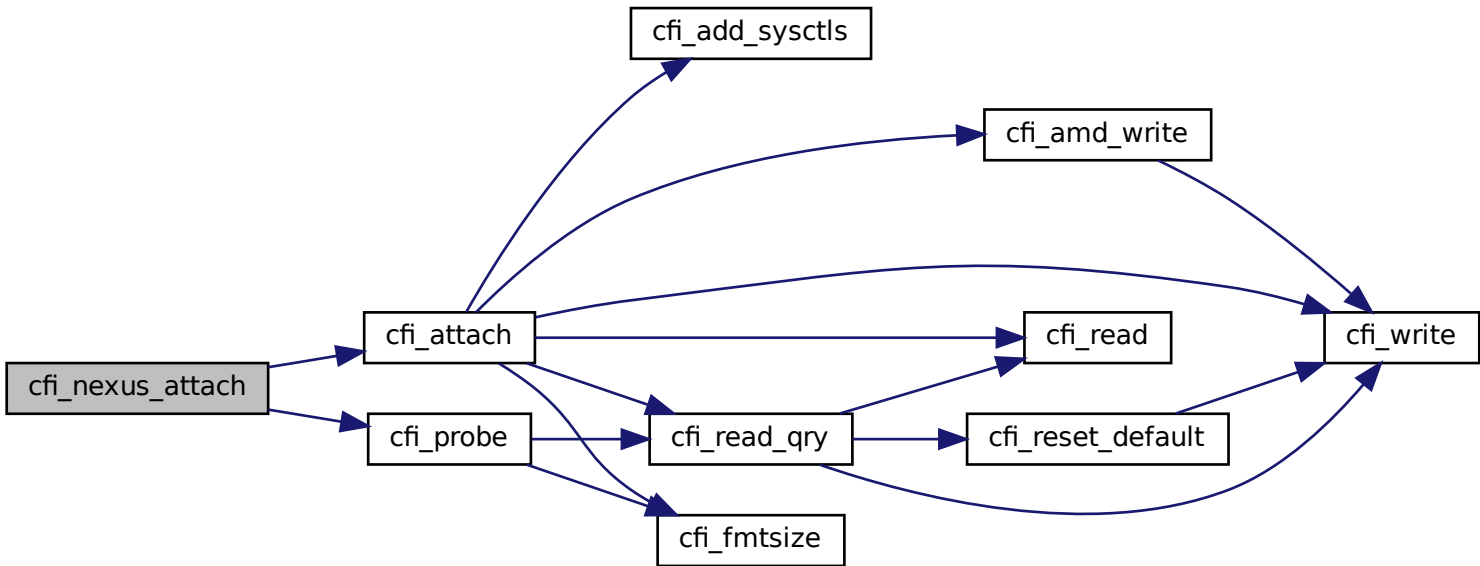 cfi_add_sysctls
cfi_amd_write
cfi_attach
cfi_read
cfi_write
cfi_nexus_attach
cfi_probe
cfi_read_qry
cfi_reset_default
cfi_fmtsize